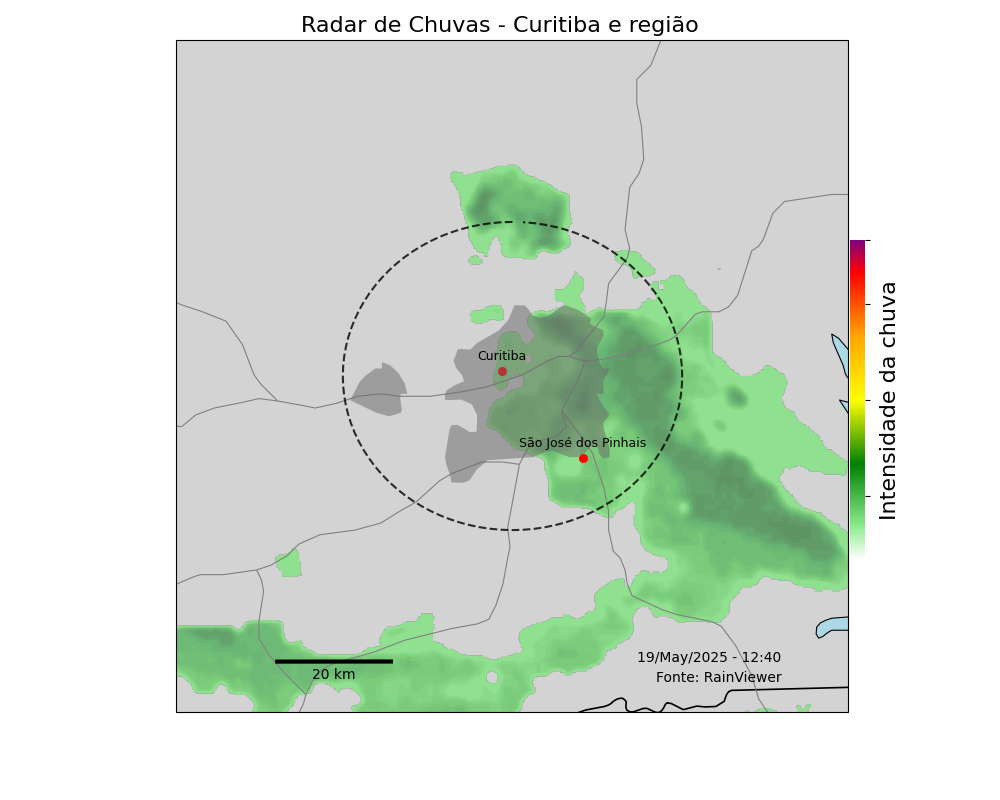 Radar de Chuvas - Curitiba e região
Curitiba
São José dos Pinhais
Intensidade da chuva
19/May/2025 - 12:40
Fonte: RainViewer
20 km